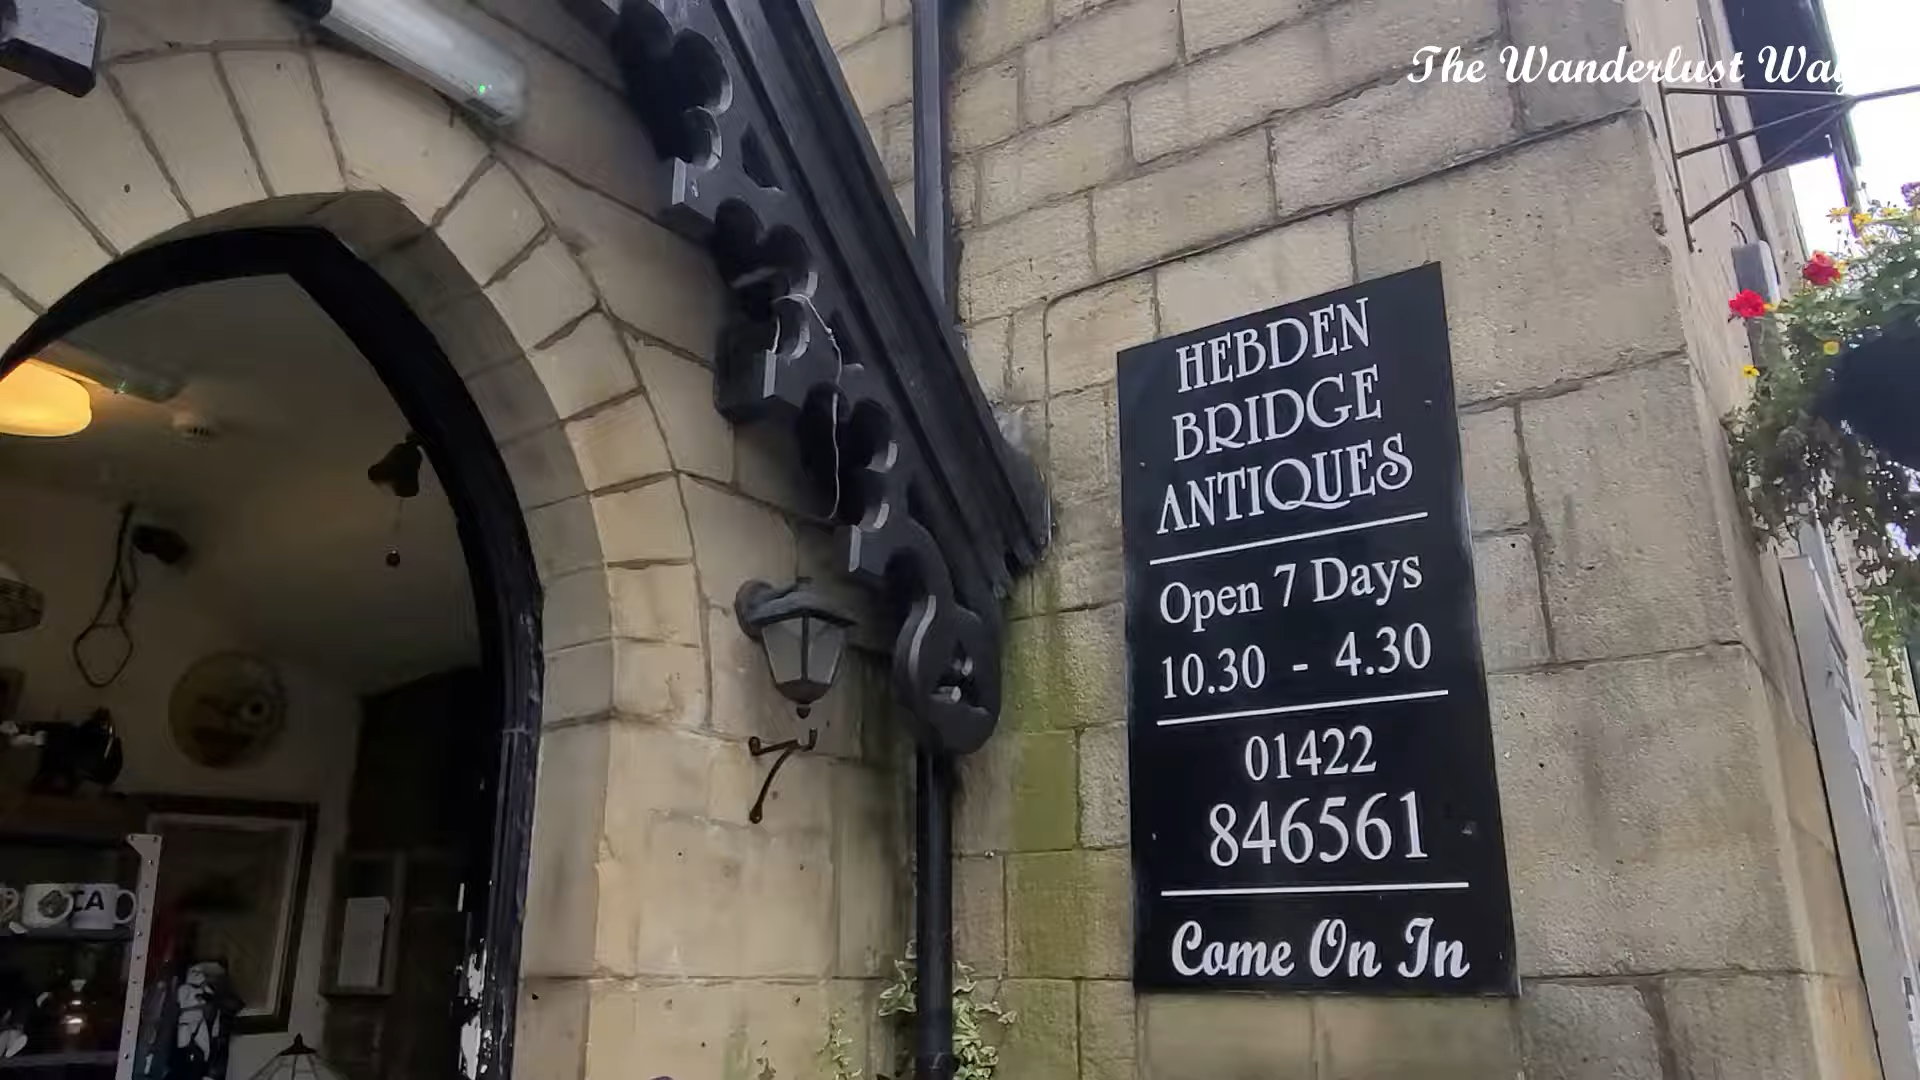 The Wanderlust Way
HEBDEN
BRIDGE
ANTIQUES
Open 7 Days
10.30 - 4.30
01422
846561
Come On In